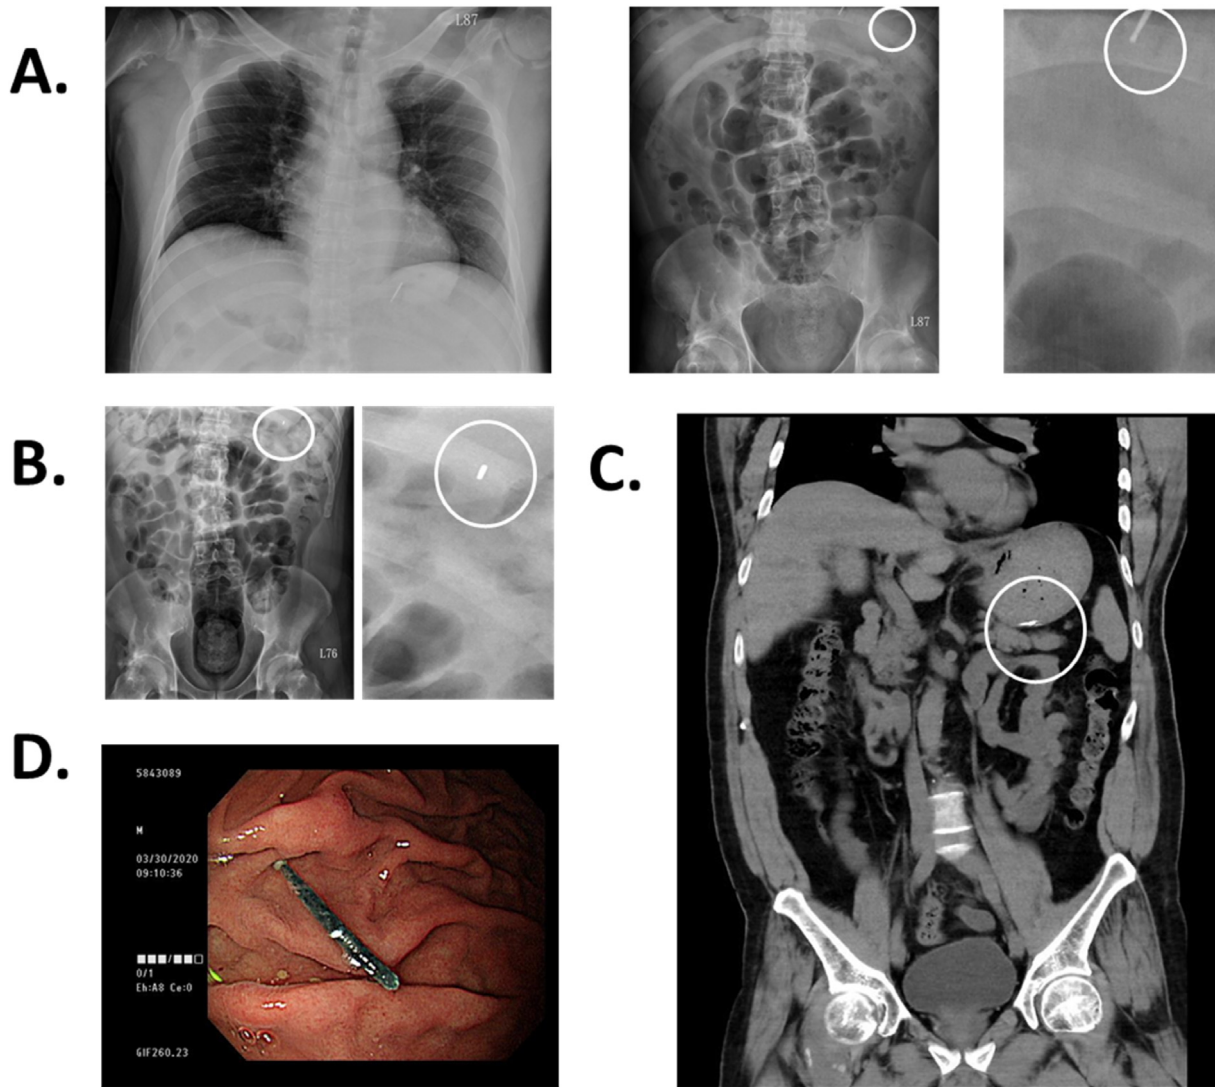 A.
L87
L87
B.
L76
C.
D.
5843089
M
03/30/2020
09:10:36
■■■/■■□
0/1
Eh:A8 Ce:0
GIF260.23